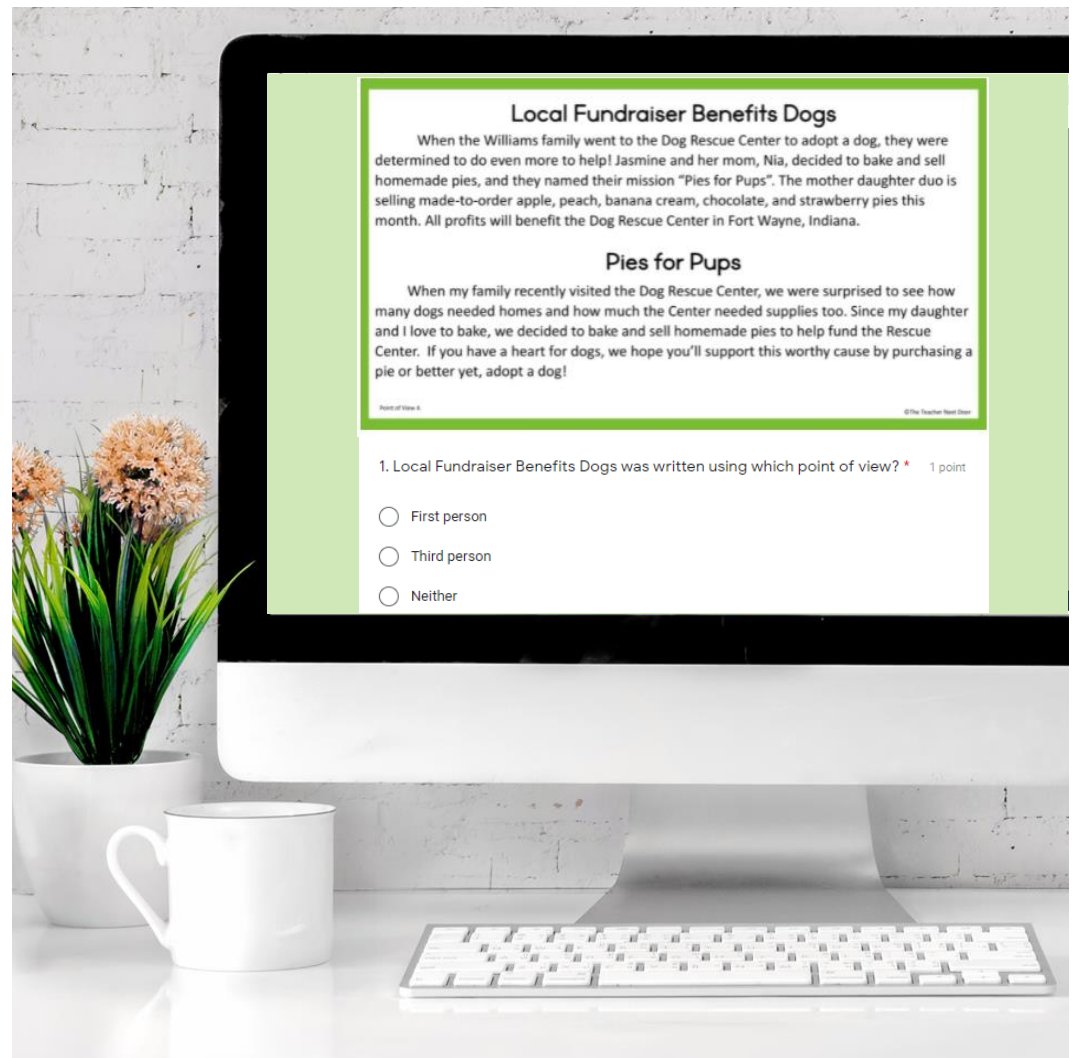 Local Fundraiser Benefits Dogs
When the Williams family went to the Dog Rescue Center to adopt a dog, they were
determined to do even more to help! Jasmine and her mom, Nia, decided to bake and sell
homemade pies, and they named their mission “Pies for Pups”. The mother daughter duo is
selling made-to-order apple, peach, banana cream, chocolate, and strawberry pies this
month. All profits will benefit the Dog Rescue Center in Fort Wayne, Indiana.
Pies for Pups
When my family recently visited the Dog Rescue Center, we were surprised to see how
many dogs needed homes and how much the Center needed supplies too. Since my daughter
and I love to bake, we decided to bake and sell homemade pies to help fund the Rescue
Center. If you have a heart for dogs, we hope you’ll support this worthy cause by purchasing a
pie or better yet, adopt a dog!
Point of View A
©The Teacher Next Door
1. Local Fundraiser Benefits Dogs was written using which point of view? * 1 point
First person
Third person
Neither